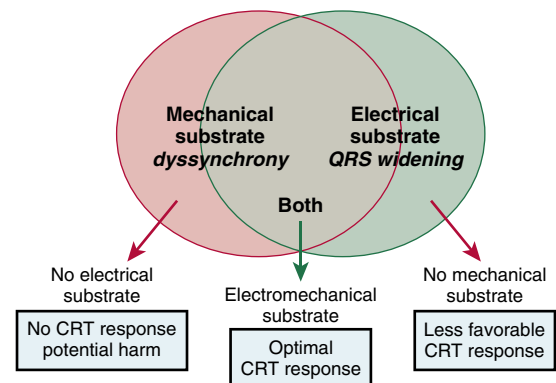 Mechanical
substrate
dyssynchrony
Electrical
substrate
QRS widening
Both
No electrical
substrate
No CRT response
potential harm
Electromechanical
substrate
Optimal
CRT response
No mechanical
substrate
Less favorable
CRT response